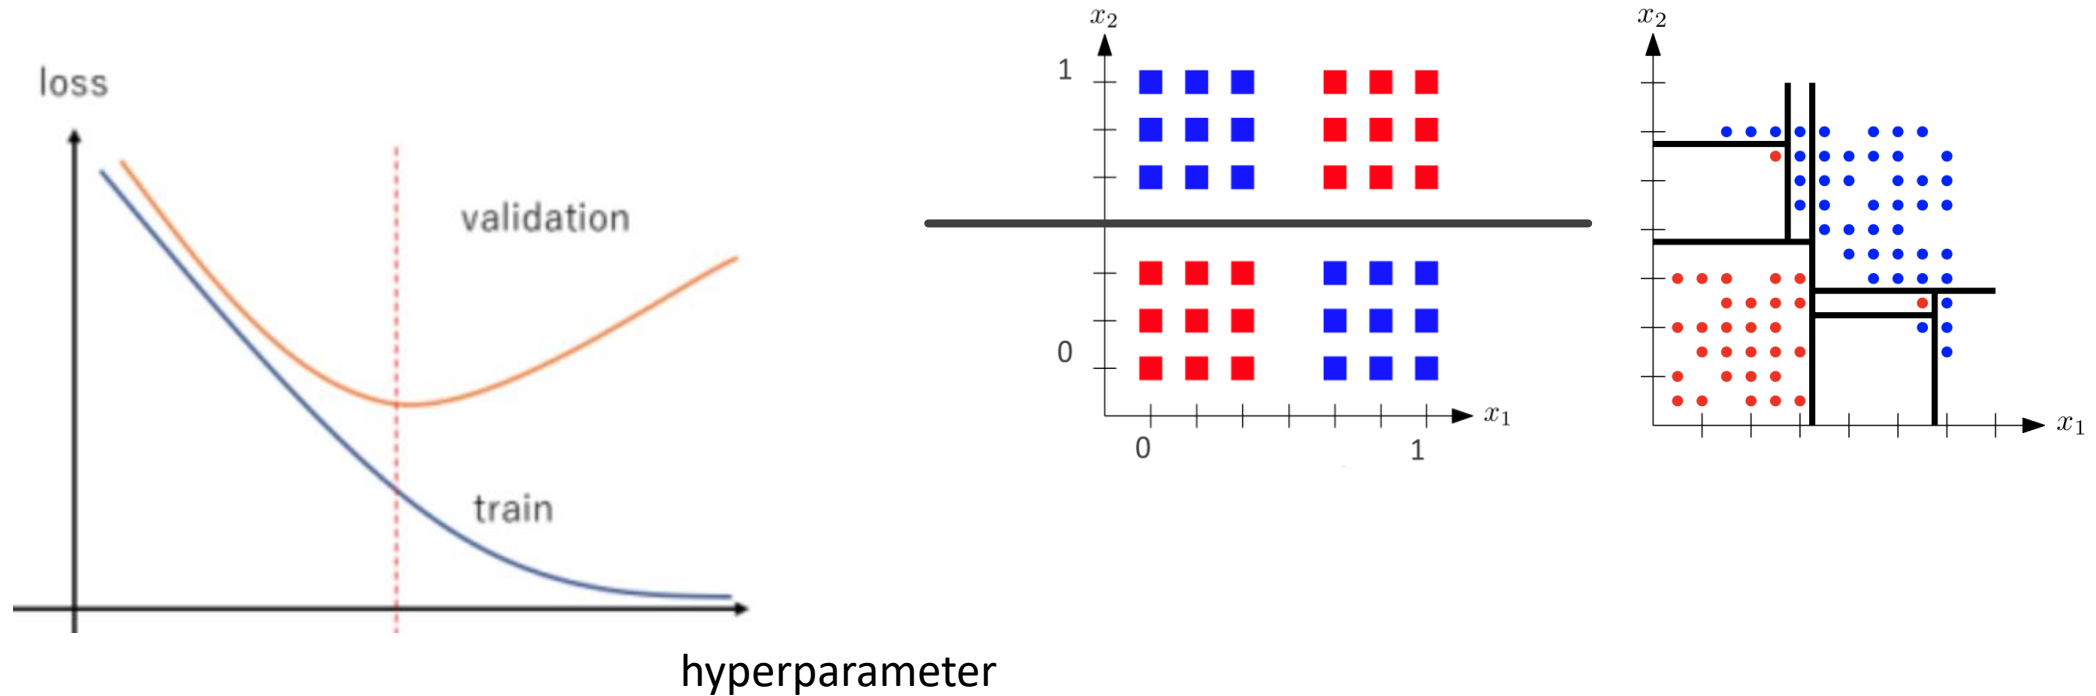 loss
validation
train
hyperparameter
x₂
1
0
0
1
x₁
x₂
x₁